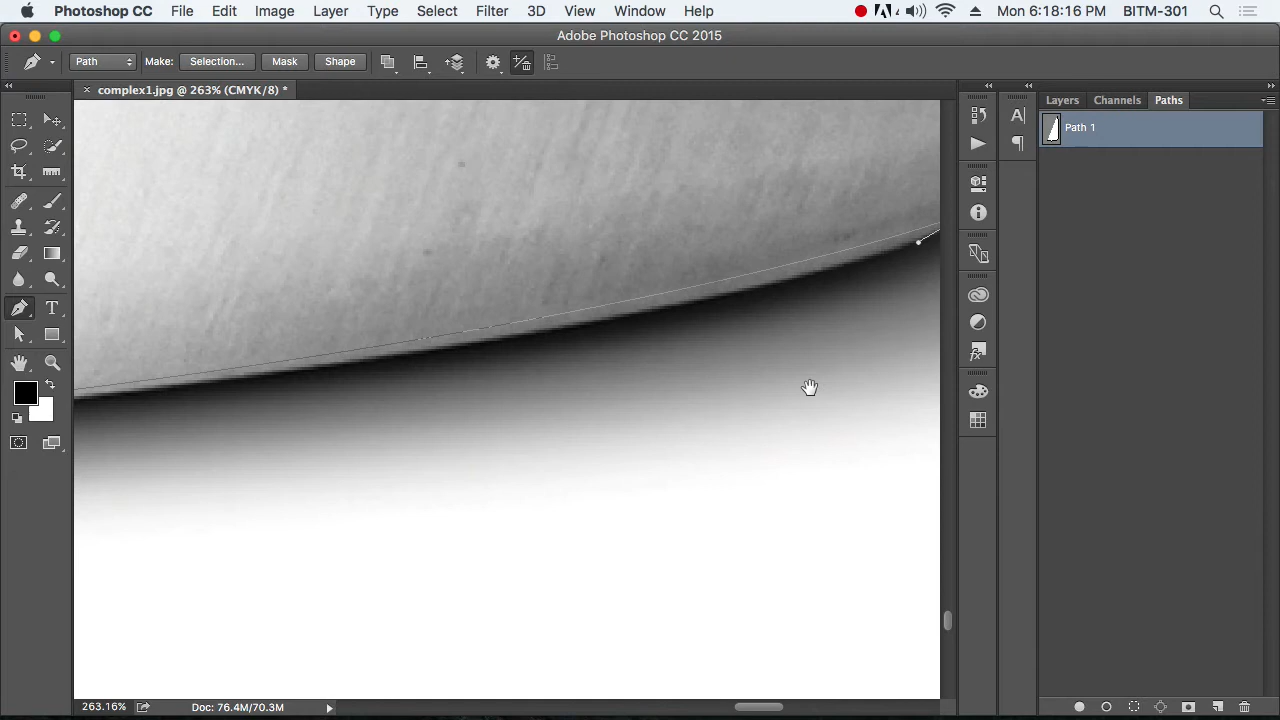 Photoshop CC File Edit Image Layer Type Select Filter 3D View Window Help Mon 6:18:16 PM BITM-301
Adobe Photoshop CC 2015
Path Make: Selection... Mask Shape
× complex1.jpg @ 263% (CMYK/8) *
Layers Channels Paths
Path 1
263.16% Doc: 76.4M/70.3M